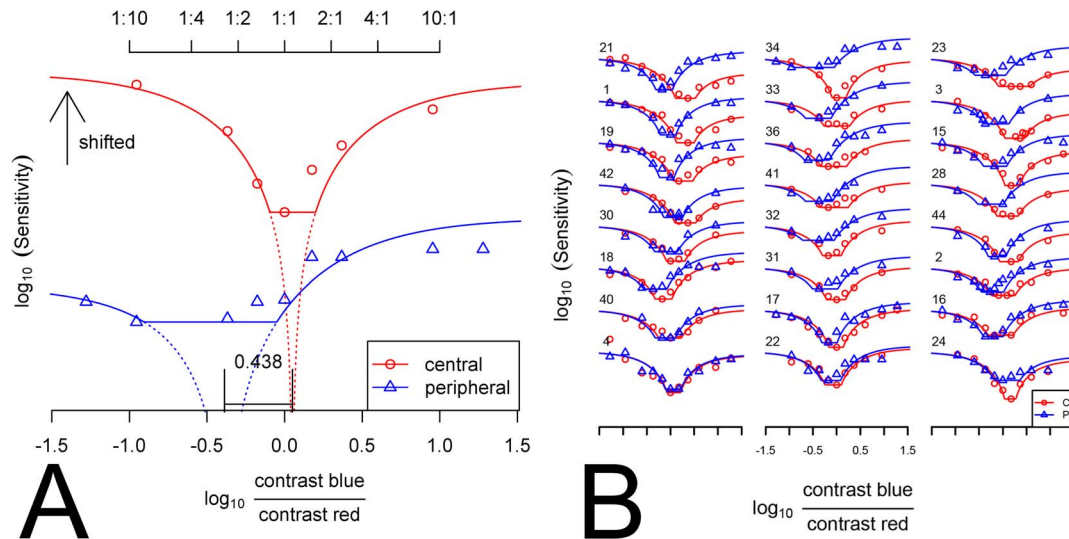 1:10 1:4 1:2 1:1 2:1 4:1 10:1
shifted
log10 (Sensitivity)
0.438
central
peripheral
-1.5 -1.0 -0.5 0.0 0.5 1.0 1.5
log10 contrast blue
contrast red
A
21 34 23
1 33 3
19 36 15
42 41 28
30 32 44
18 31 2
40 17 16
4 22 24
log10 (Sensitivity)
C
P
-1.5 -0.5 0.5 1.5
log10 contrast blue
contrast red
B